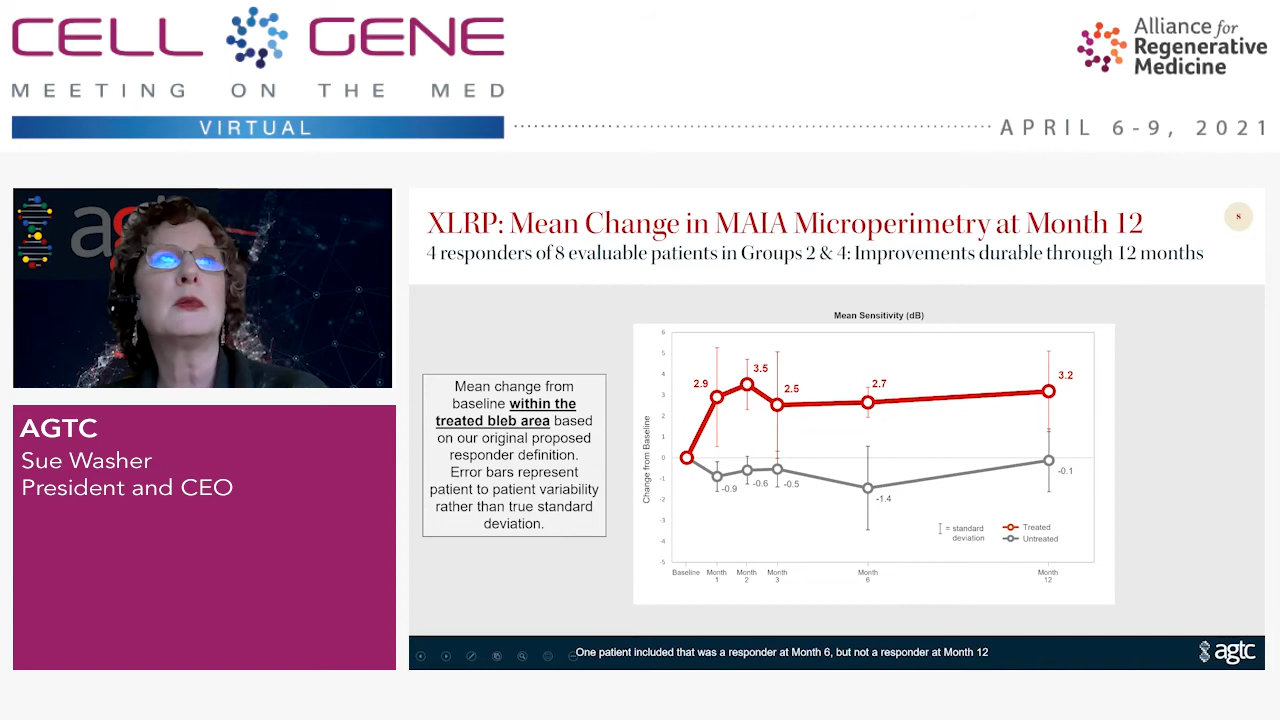 CELL GENE
MEETING ON THE MED
VIRTUAL
APRIL 6-9, 2021
Alliance for
Regenerative
Medicine
AGTC
Sue Washer
President and CEO
XLRP: Mean Change in MAIA Microperimetry at Month 12
8
4 responders of 8 evaluable patients in Groups 2 & 4: Improvements durable through 12 months
Mean change from
baseline within the
treated bleb area based
on our original proposed
responder definition.
Error bars represent
patient to patient variability
rather than true standard
deviation.
Mean Sensitivity (dB)
Change from Baseline
6
5
4
3
2
1
0
-1
-2
-3
-4
-5
2.9
3.5
2.5
2.7
3.2
-0.9
-0.6
-0.5
-1.4
-0.1
= standard
deviation
Treated
Untreated
Baseline
Month
1
Month
2
Month
3
Month
6
Month
12
One patient included that was a responder at Month 6, but not a responder at Month 12
agtc